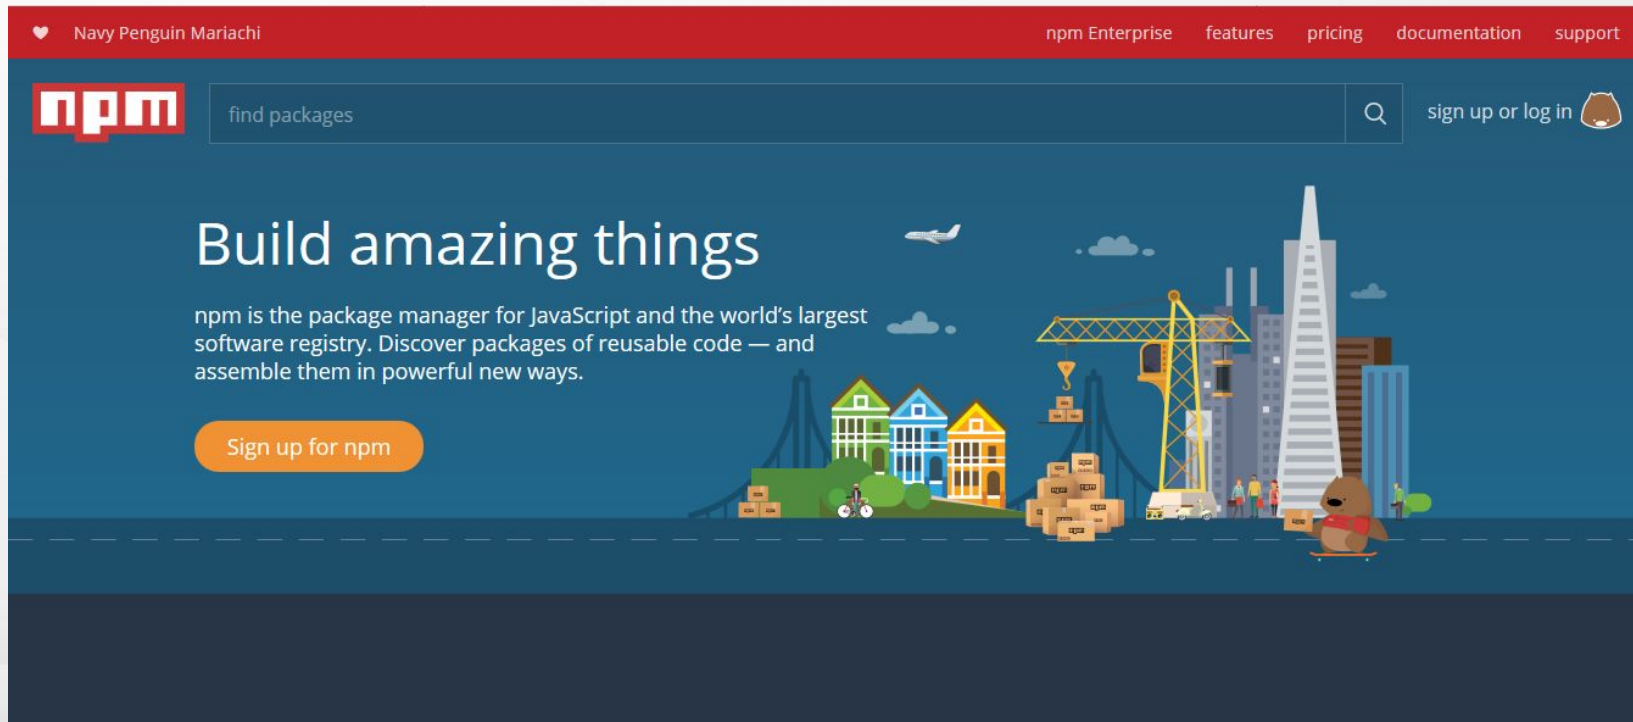 Navy Penguin Mariachi
npm Enterprise features pricing documentation support
npm
find packages
sign up or log in
Build amazing things
npm is the package manager for JavaScript and the world’s largest
software registry. Discover packages of reusable code — and
assemble them in powerful new ways.
Sign up for npm
npm
npm